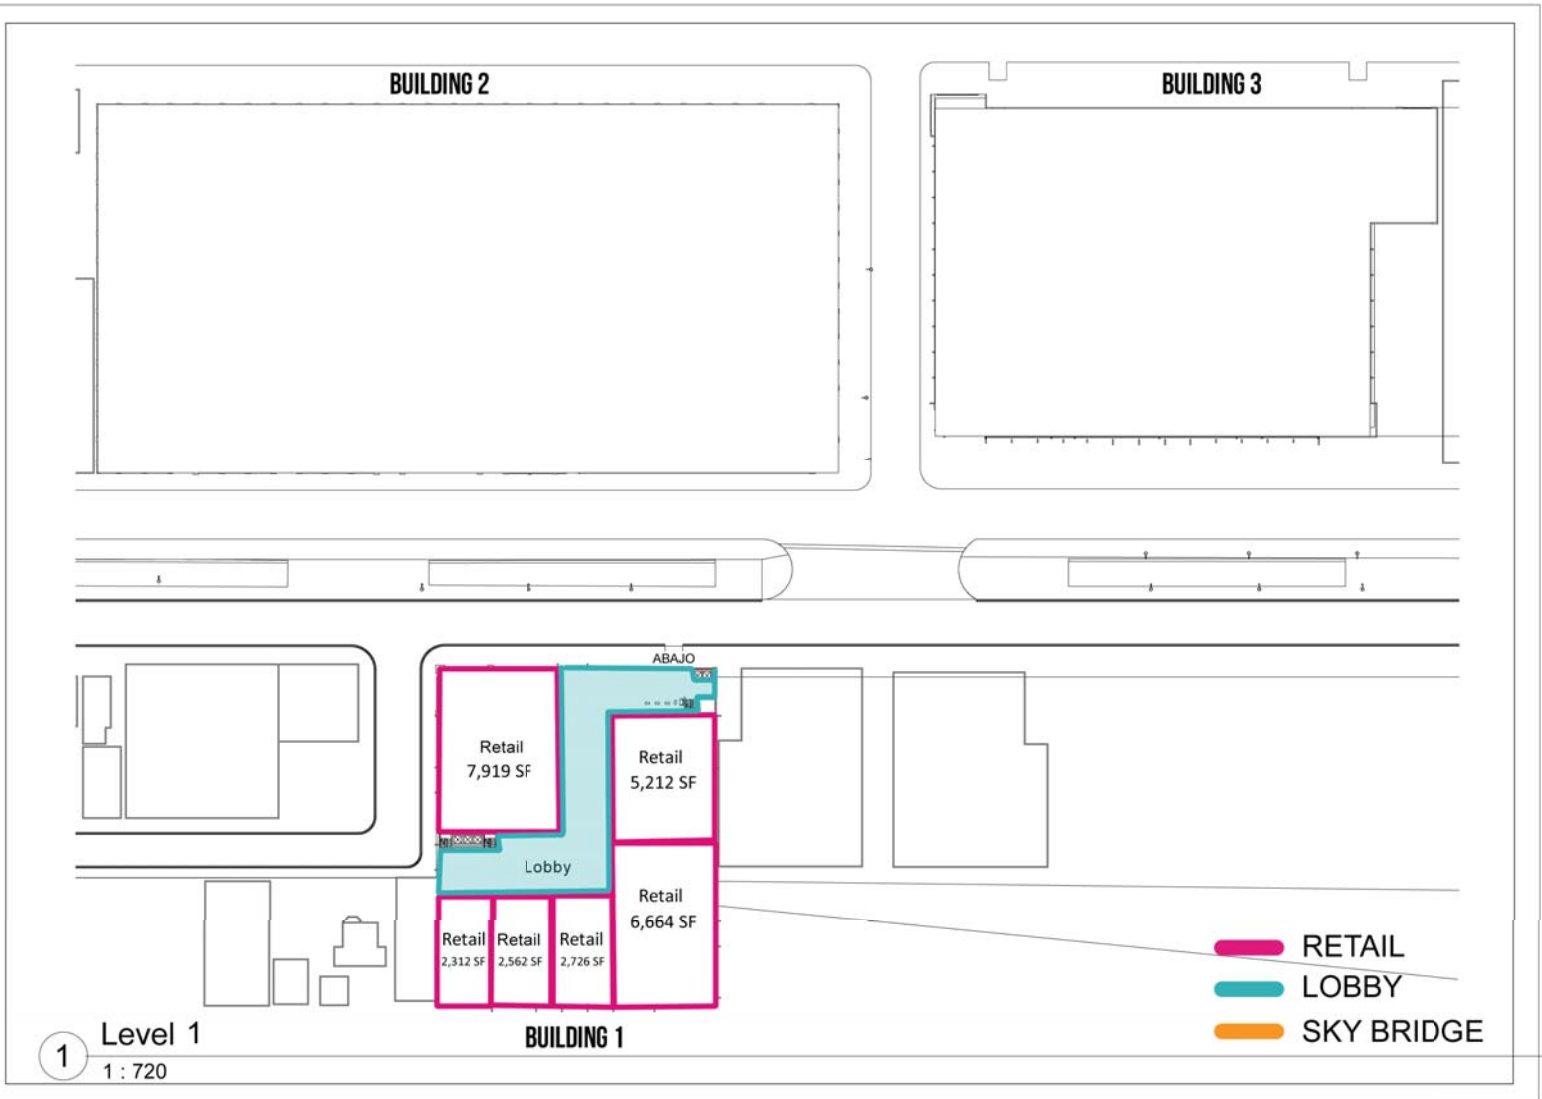 BUILDING 2
BUILDING 3
ABAJO
Retail
7,919 SF
Retail
5,212 SF
Lobby
Retail
6,664 SF
Retail
2,312 SF
Retail
2,562 SF
Retail
2,726 SF
BUILDING 1
RETAIL
LOBBY
SKY BRIDGE
1
Level 1
1 : 720